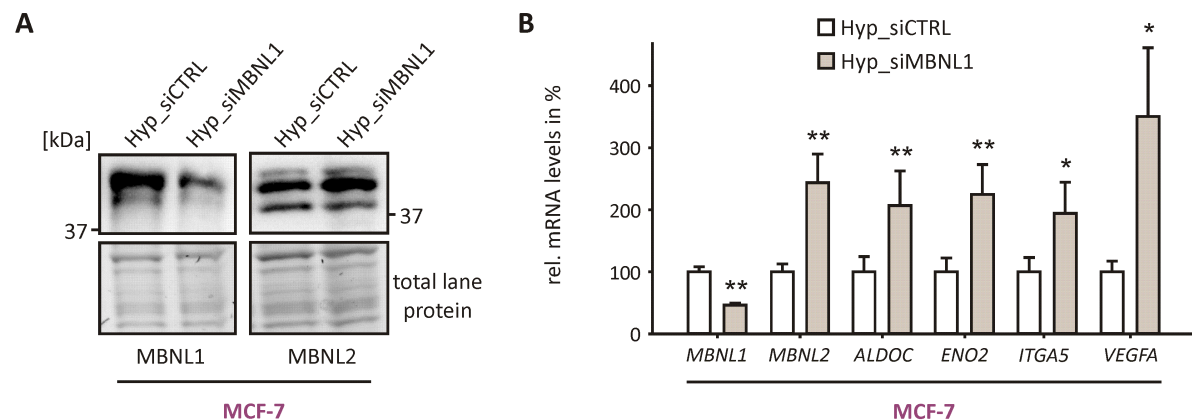 A
Hyp_siCTRL
Hyp_siMBNL1
Hyp_siCTRL
Hyp_siMBNL1
[kDa]
37
37
total lane
protein
MBNL1
MBNL2
MCF-7
B
Hyp_siCTRL
Hyp_siMBNL1
rel. mRNA levels in %
400
300
200
100
0
**
**
**
**
*
*
MBNL1
MBNL2
ALDOC
ENO2
ITGA5
VEGFA
MCF-7